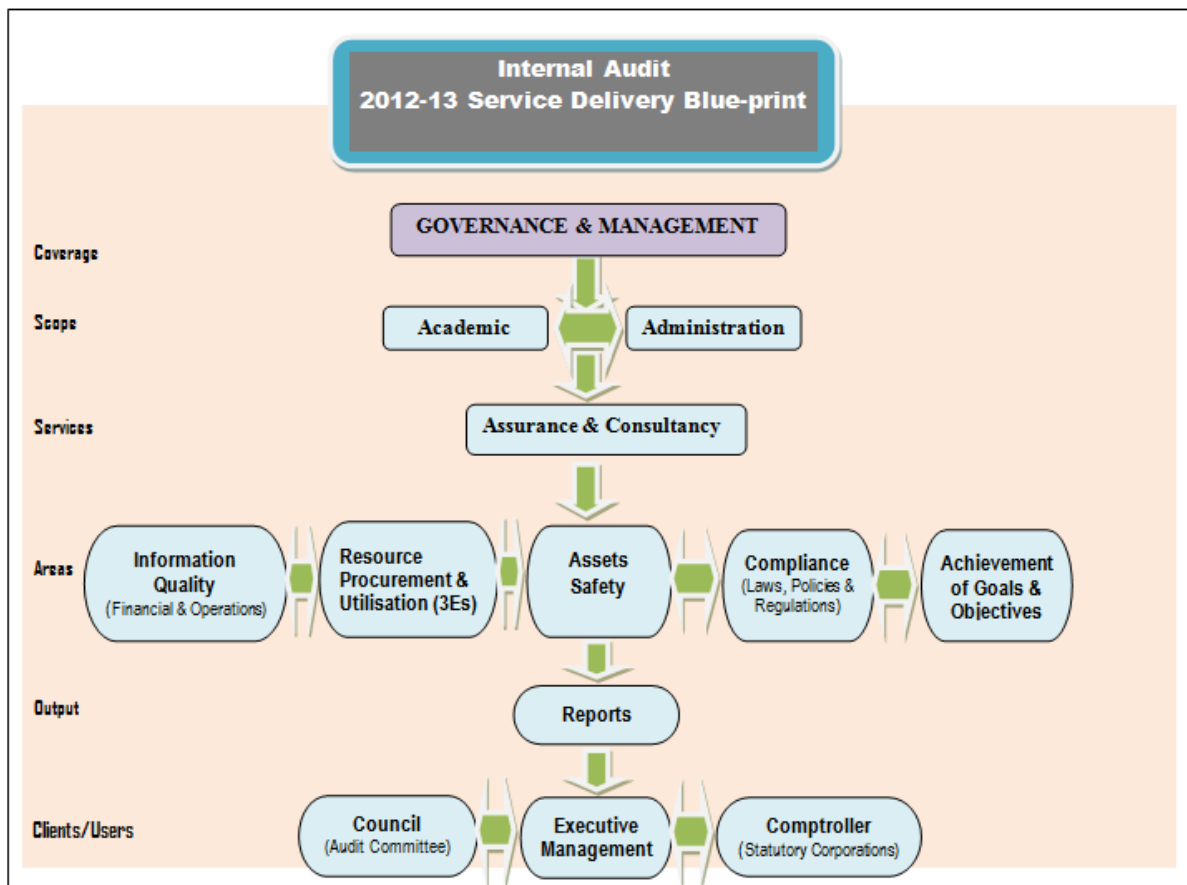 Internal Audit
2012-13 Service Delivery Blue-print
GOVERNANCE & MANAGEMENT
Coverage
Scope
Academic
Administration
Services
Assurance & Consultancy
Areas
Information
Quality
(Financial & Operations)
Resource
Procurement &
Utilisation (3Es)
Assets
Safety
Compliance
(Laws, Policies &
Regulations)
Achievement
of Goals &
Objectives
Output
Reports
Clients/Users
Council
(Audit Committee)
Executive
Management
Comptroller
(Statutory Corporations)